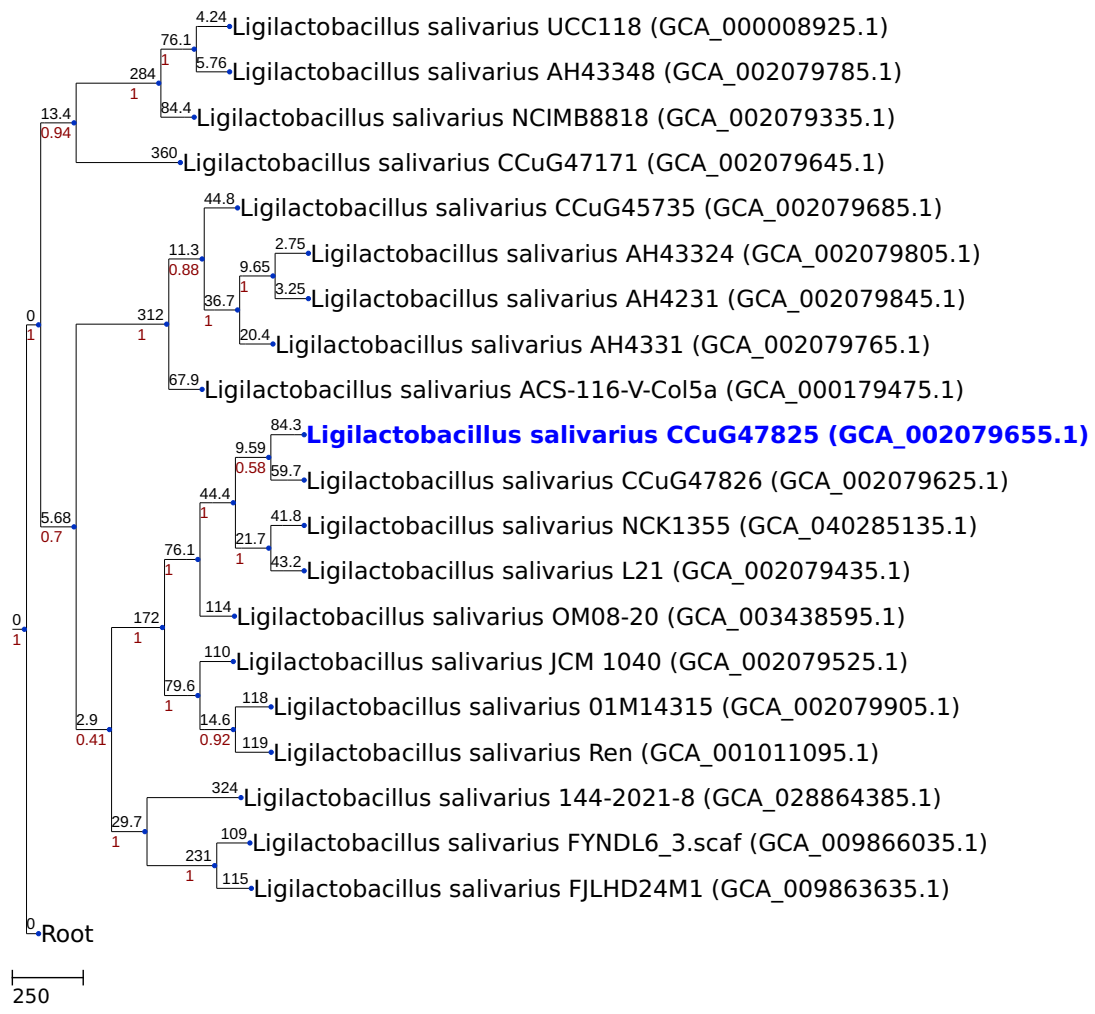 4.24
Ligilactobacillus salivarius UCC118 (GCA_000008925.1)
76.1
1
5.76
Ligilactobacillus salivarius AH43348 (GCA_002079785.1)
284
1
84.4
Ligilactobacillus salivarius NCIMB8818 (GCA_002079335.1)
13.4
0.94
360
Ligilactobacillus salivarius CCuG47171 (GCA_002079645.1)
44.8
Ligilactobacillus salivarius CCuG45735 (GCA_002079685.1)
11.3
0.88
2.75
Ligilactobacillus salivarius AH43324 (GCA_002079805.1)
9.65
1
3.25
Ligilactobacillus salivarius AH4231 (GCA_002079845.1)
36.7
1
0
1
312
1
20.4
Ligilactobacillus salivarius AH4331 (GCA_002079765.1)
67.9
Ligilactobacillus salivarius ACS-116-V-Col5a (GCA_000179475.1)
84.3
Ligilactobacillus salivarius CCuG47825 (GCA_002079655.1)
9.59
0.58
59.7
Ligilactobacillus salivarius CCuG47826 (GCA_002079625.1)
44.4
1
5.68
0.7
41.8
Ligilactobacillus salivarius NCK1355 (GCA_040285135.1)
21.7
1
76.1
1
43.2
Ligilactobacillus salivarius L21 (GCA_002079435.1)
114
Ligilactobacillus salivarius OM08-20 (GCA_003438595.1)
0
1
172
1
110
Ligilactobacillus salivarius JCM 1040 (GCA_002079525.1)
79.6
1
118
Ligilactobacillus salivarius 01M14315 (GCA_002079905.1)
2.9
0.41
14.6
0.92
119
Ligilactobacillus salivarius Ren (GCA_001011095.1)
324
Ligilactobacillus salivarius 144-2021-8 (GCA_028864385.1)
29.7
1
109
Ligilactobacillus salivarius FYNDL6_3.scaf (GCA_009866035.1)
231
1
115
Ligilactobacillus salivarius FJLHD24M1 (GCA_009863635.1)
0
Root
250